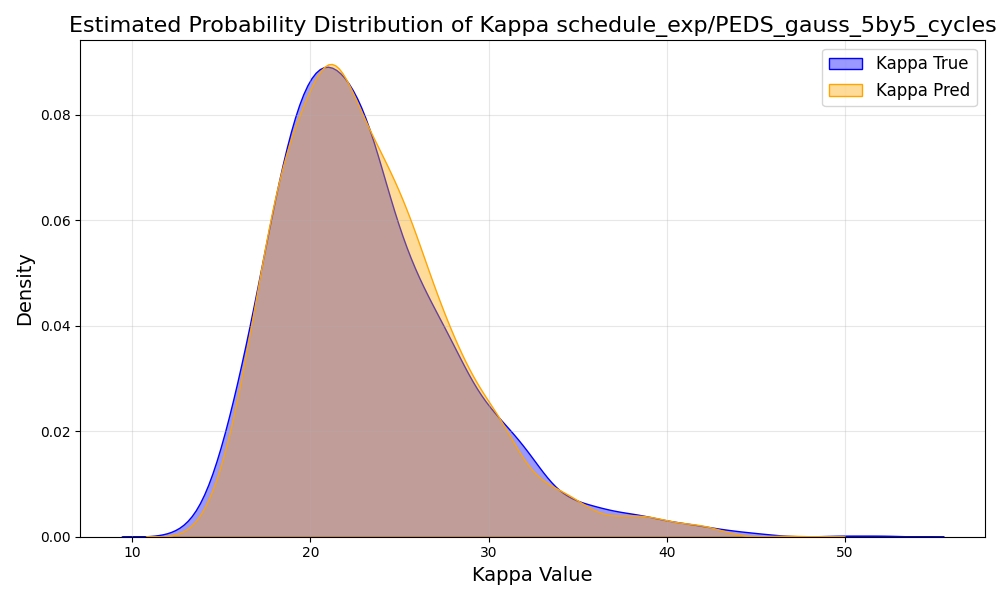 Estimated Probability Distribution of Kappa schedule_exp/PEDS_gauss_5by5_cycles
Kappa True
Kappa Pred
Density
0.08
0.06
0.04
0.02
0.00
10
20
30
40
50
Kappa Value